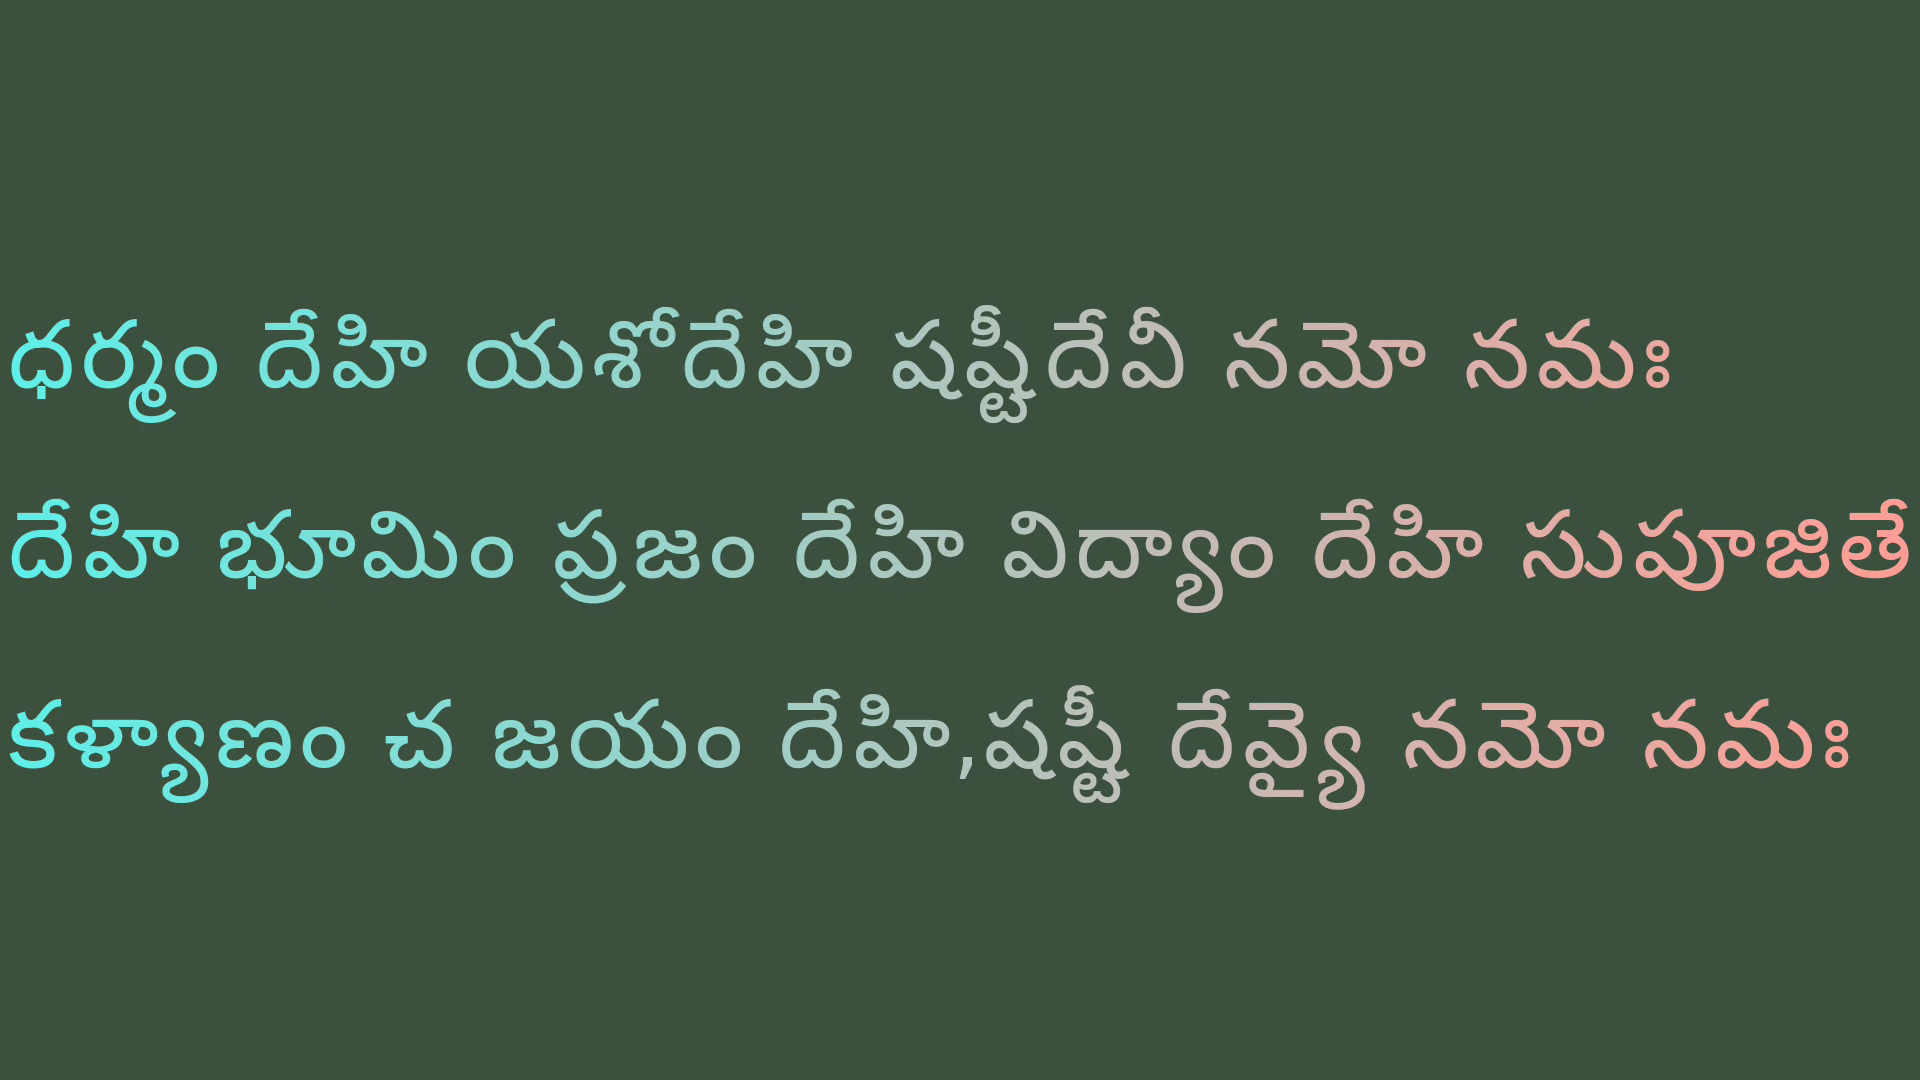 ధర్మం దేహి యశోదేహి షష్టీదేవీ నమో నమః
దేహి భూమిం ప్రజం దేహి విద్యాం దేహి సుపూజితే
కళ్యాణం చ జయం దేహి,షష్టీ దేవ్యై నమో నమః